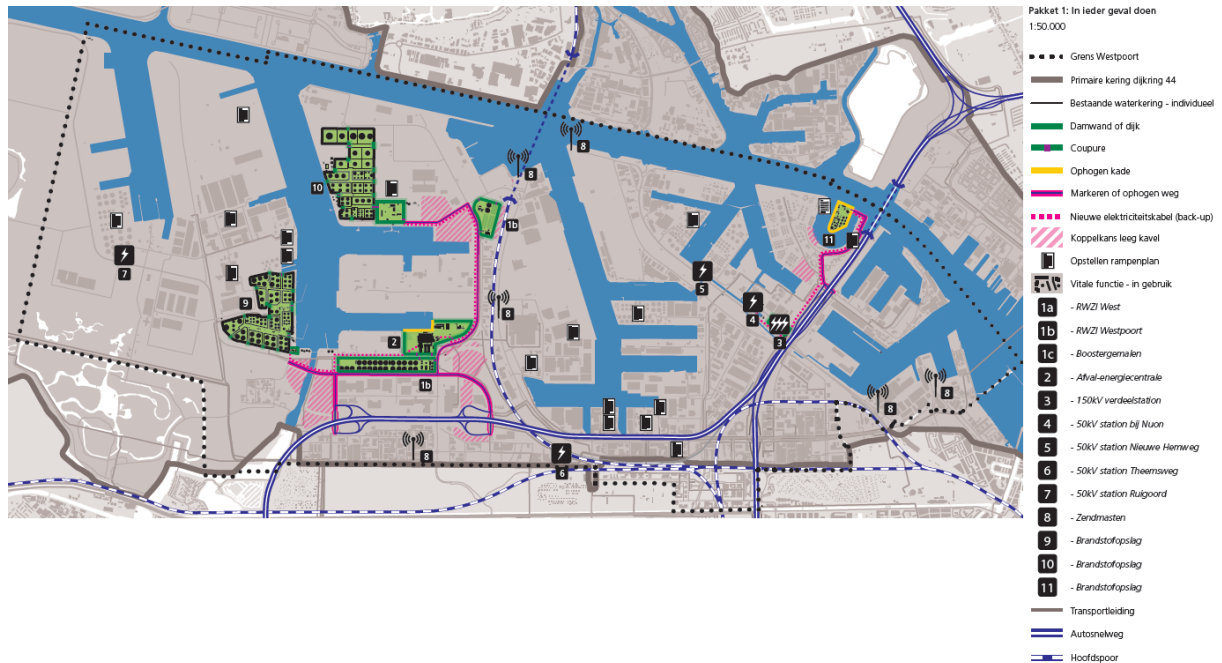 Pakket 1: In ieder geval doen
1:50.000
Grens Westpoort
Primaire kering dijkring 44
Bestaande waterkering - individueel
Damwand of dijk
Coupure
Ophogen kade
Markeren of ophogen weg
Nieuwe elektriciteitskabel (back-up)
Koppelkans leeg kavel
Opstellen rampenplan
Vitale functie - in gebruik
1a - RWZI West
1b - RWZI Westpoort
1c - Boostergemalen
2 - Afval-energiecentrale
3 - 150kV verdeelstation
4 - 50kV station bij Nuon
5 - 50kV station Nieuwe Hemweg
6 - 50kV station Theemsweg
7 - 50kV station Ruigoord
8 - Zendmasten
9 - Brandstofopslag
10 - Brandstofopslag
11 - Brandstofopslag
Transportleiding
Autosnelweg
Hoofdspoor
8
8
10
1b
11
7
5
9
4
8
2
3
1b
8
8
8
6